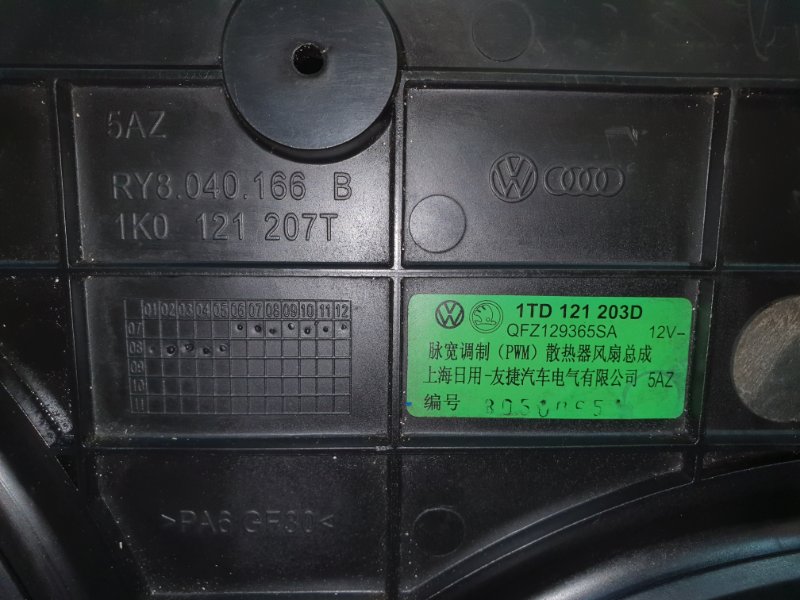 5AZ
RY8.040.166 B
1K0 121 207T
01 02 03 04 05 06 07 08 09 10 11 12
07
08
09
10
11
1TD 121 203D
QFZ129365SA 12V-
脉宽调制（PWM）散热器风扇总成
上海日用-友捷汽车电气有限公司 5AZ
编号
>PA6 GF30<